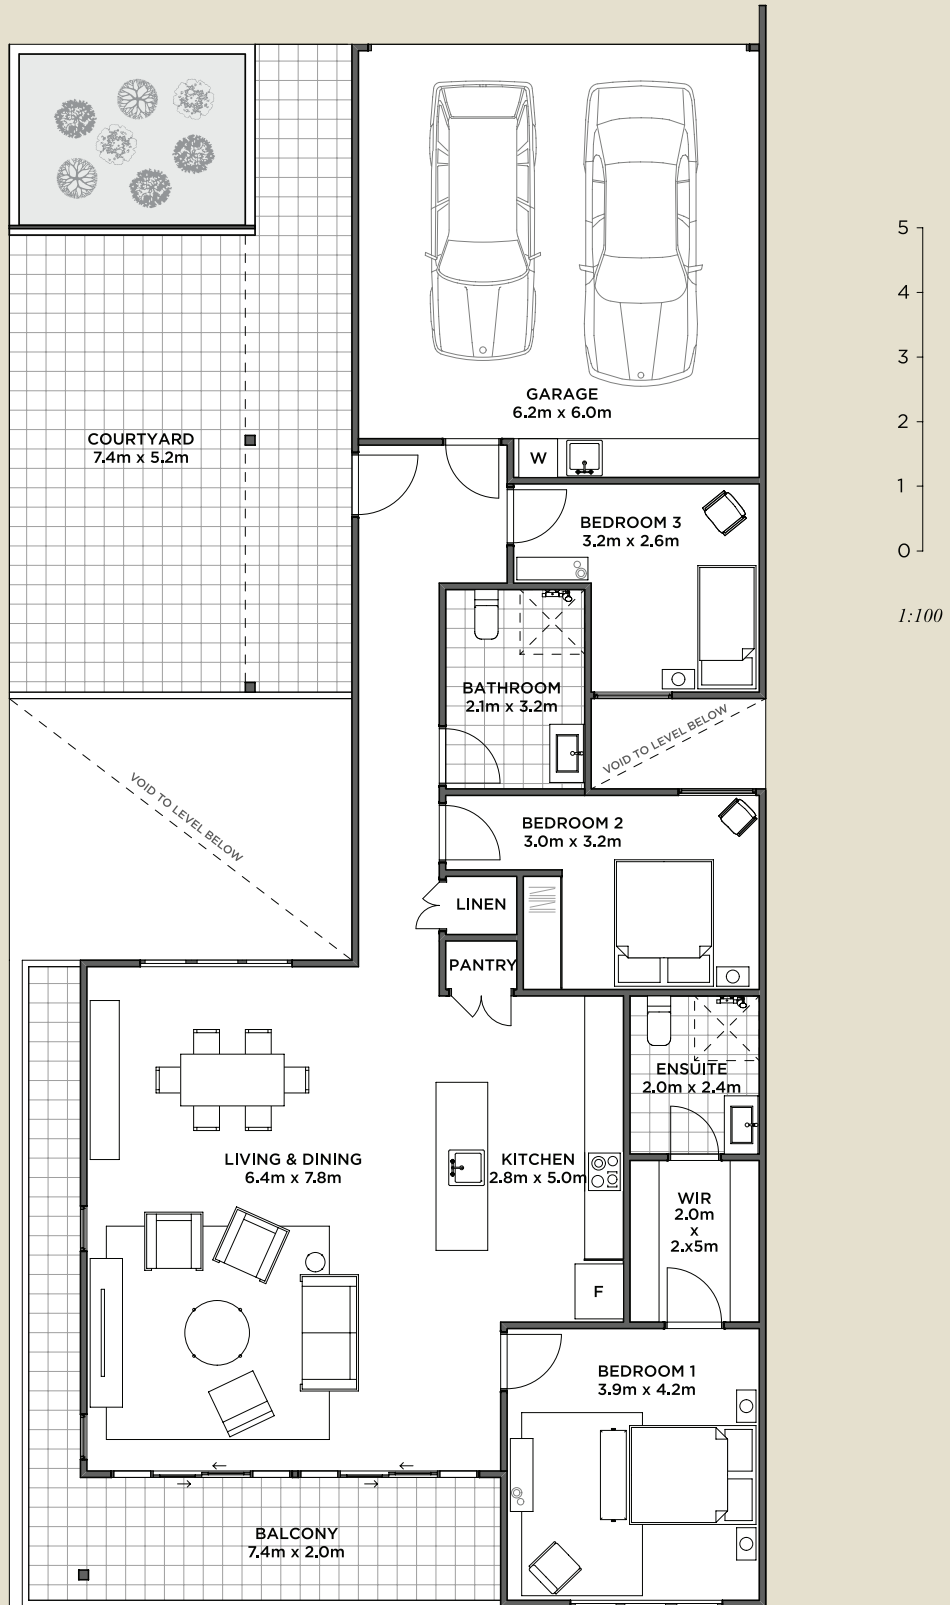 GARAGE
6.2m x 6.0m
5
4
3
2
1
0
1:100
COURTYARD
7.4m x 5.2m
W
BEDROOM 3
3.2m x 2.6m
BATHROOM
2.1m x 3.2m
VOID TO LEVEL BELOW
VOID TO LEVEL BELOW
BEDROOM 2
3.0m x 3.2m
LINEN
PANTRY
ENSUITE
2.0m x 2.4m
LIVING & DINING
6.4m x 7.8m
KITCHEN
2.8m x 5.0m
WIR
2.0m
x
2.x5m
F
BEDROOM 1
3.9m x 4.2m
BALCONY
7.4m x 2.0m